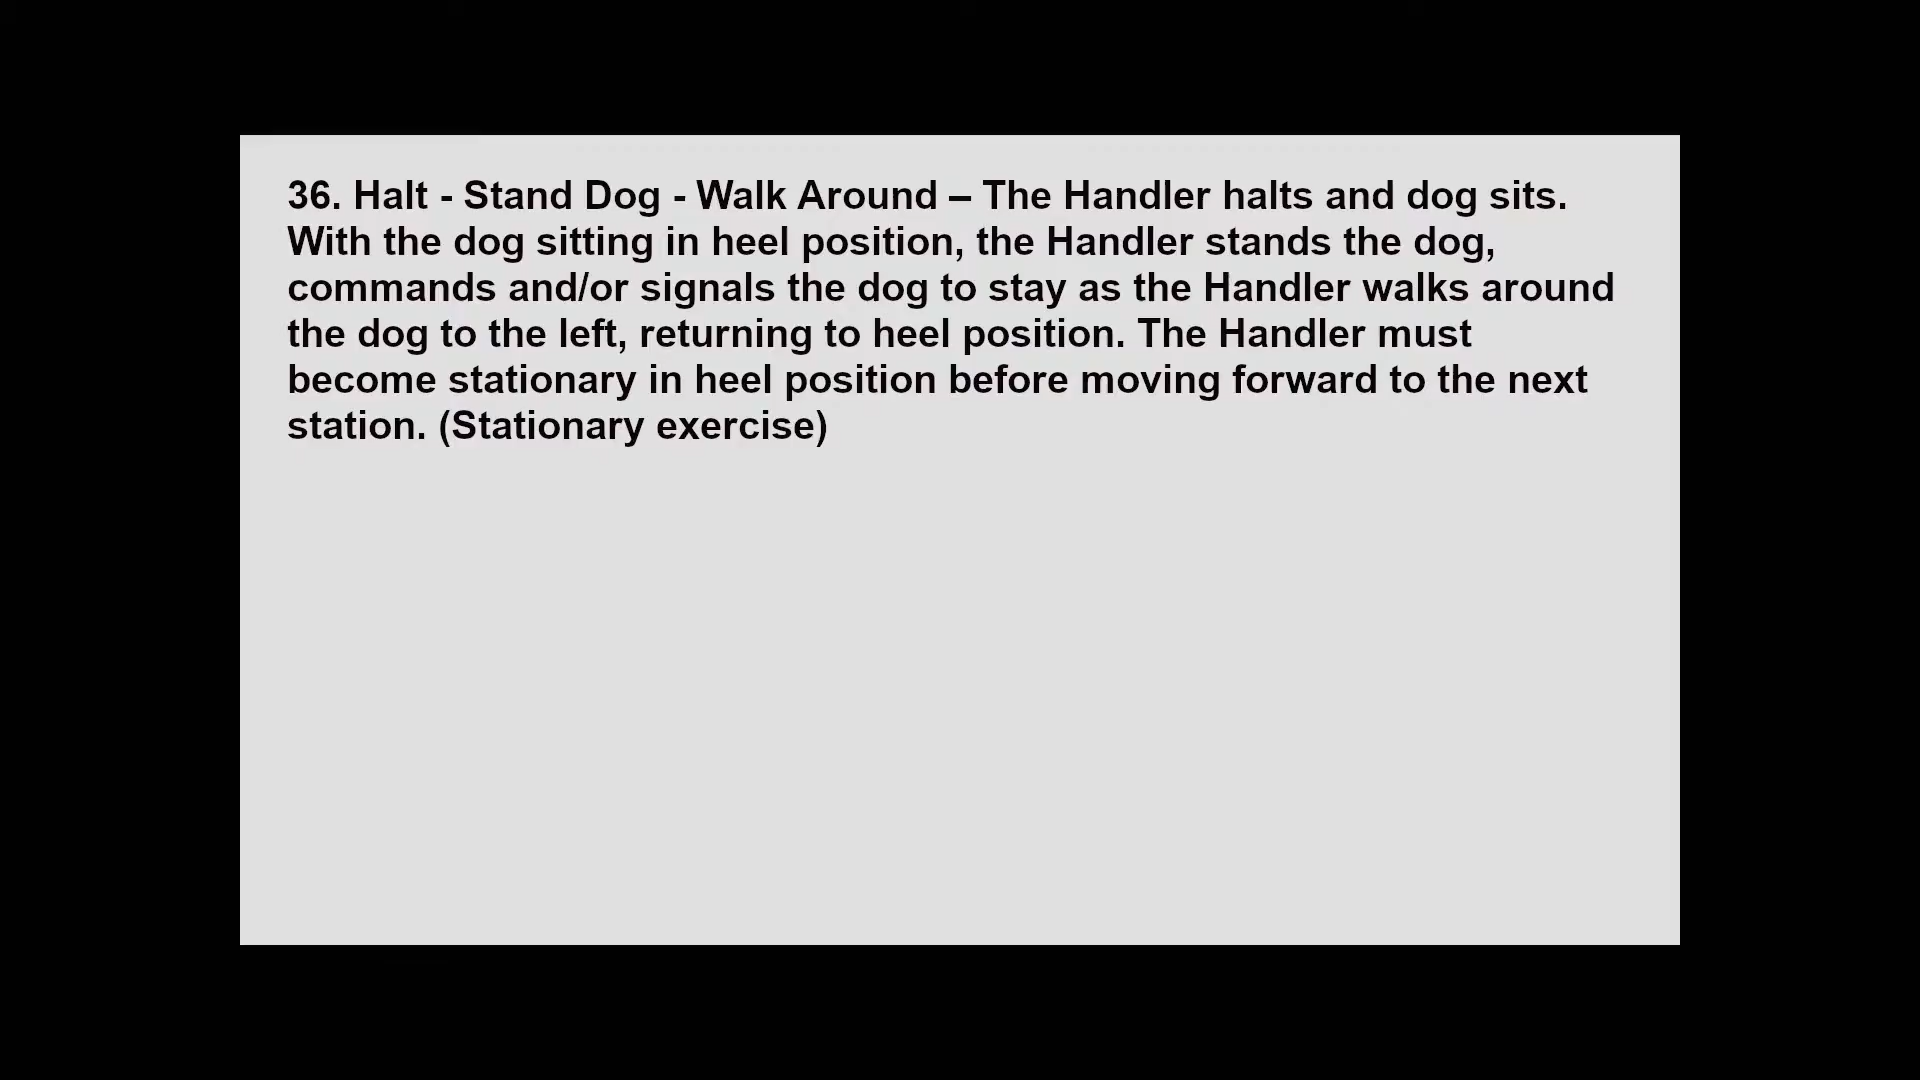 36. Halt - Stand Dog - Walk Around – The Handler halts and dog sits.
With the dog sitting in heel position, the Handler stands the dog,
commands and/or signals the dog to stay as the Handler walks around
the dog to the left, returning to heel position. The Handler must
become stationary in heel position before moving forward to the next
station. (Stationary exercise)